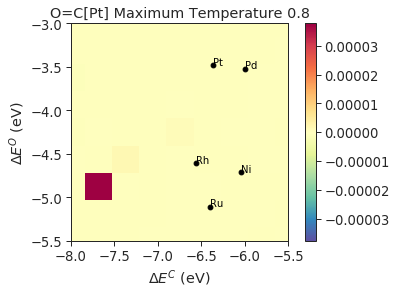 O=C[Pt] Maximum Temperature 0.8
−3.0
−3.5
−4.0
−4.5
−5.0
−5.5
ΔE^O (eV)
Pt
Pd
Rh
Ni
Ru
−8.0 −7.5 −7.0 −6.5 −6.0 −5.5
ΔE^C (eV)
0.00003
0.00002
0.00001
0.00000
−0.00001
−0.00002
−0.00003